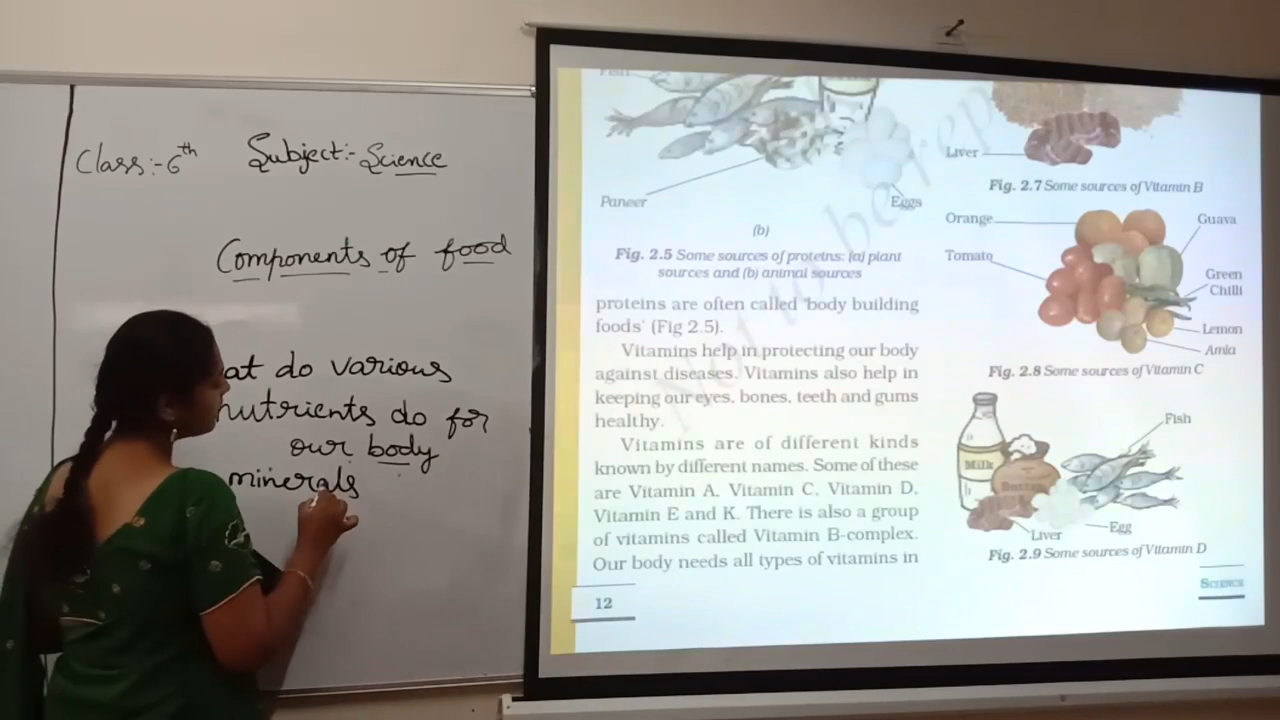 Class:- 6th Subject:- Science
Components of food
at do various
nutrients do for
our body
minerals
Fish
Paneer
Eggs
(b)
Fig. 2.5 Some sources of proteins: (a) plant
sources and (b) animal sources
proteins are often called 'body building
foods' (Fig 2.5).
Vitamins help in protecting our body
against diseases. Vitamins also help in
keeping our eyes, bones, teeth and gums
healthy.
Vitamins are of different kinds
known by different names. Some of these
are Vitamin A, Vitamin C, Vitamin D,
Vitamin E and K. There is also a group
of vitamins called Vitamin B-complex.
Our body needs all types of vitamins in
12
Liver
Fig. 2.7 Some sources of Vitamin B
Orange
Guava
Tomato
Green
Chilli
Lemon
Amla
Fig. 2.8 Some sources of Vitamin C
Fish
Milk
Butter
Liver
Egg
Fig. 2.9 Some sources of Vitamin D
SCIENCE
Not to be rep